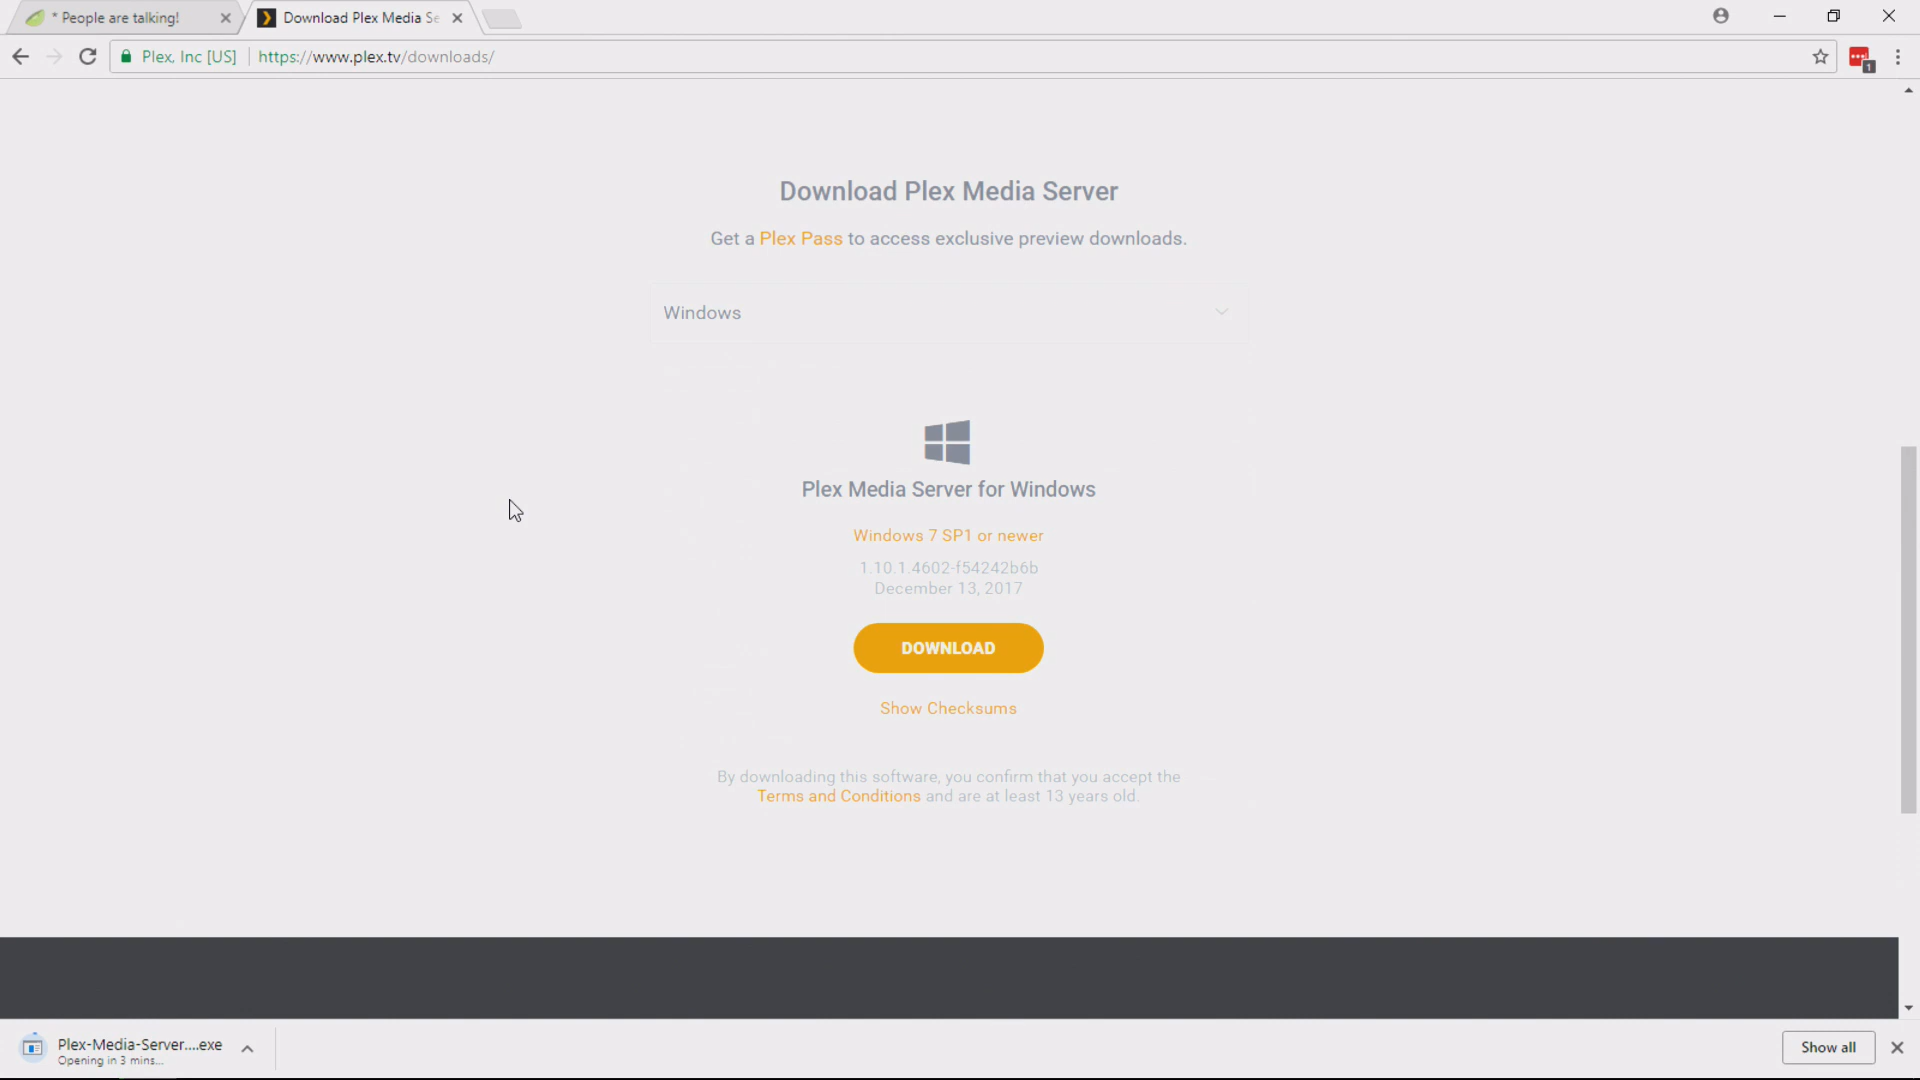 * People are talking!
Download Plex Media Se
Plex, Inc [US]
https://www.plex.tv/downloads/
1
Download Plex Media Server
Get a Plex Pass to access exclusive preview downloads.
Windows
Plex Media Server for Windows
Windows 7 SP1 or newer
1.10.1.4602-f54242b6b
December 13, 2017
DOWNLOAD
Show Checksums
By downloading this software, you confirm that you accept the
Terms and Conditions and are at least 13 years old.
Plex-Media-Server....exe
Opening in 3 mins...
Show all